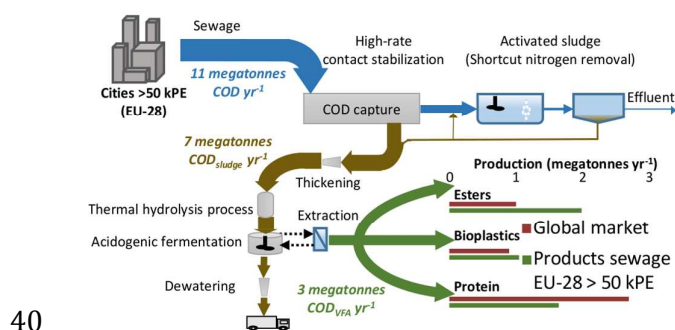 Sewage
High-rate
contact stabilization
Activated sludge
(Shortcut nitrogen removal)
11 megatonnes
COD yr-1
Cities >50 kPE
(EU-28)
COD capture
Effluent
7 megatonnes
CODsludge yr-1
Thickening
Production (megatonnes yr-1)
0 1 2 3
Thermal hydrolysis process
Extraction
Acidogenic fermentation
Dewatering
3 megatonnes
CODVFA yr-1
Esters
Bioplastics
Protein
Global market
Products sewage
EU-28 > 50 kPE
40